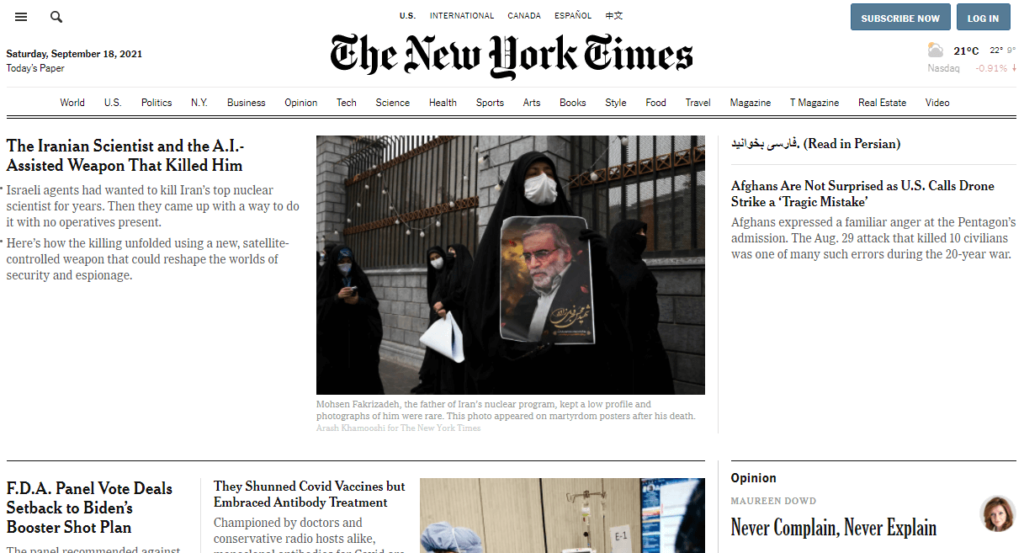 U.S. INTERNATIONAL CANADA ESPAÑOL 中文
SUBSCRIBE NOW LOG IN
Saturday, September 18, 2021
Today's Paper
The New York Times
21°C 22° 9°
Nasdaq -0.91% ↓
World U.S. Politics N.Y. Business Opinion Tech Science Health Sports Arts Books Style Food Travel Magazine T Magazine Real Estate Video
The Iranian Scientist and the A.I.-
Assisted Weapon That Killed Him
Israeli agents had wanted to kill Iran's top nuclear
scientist for years. Then they came up with a way to do
it with no operatives present.
Here's how the killing unfolded using a new, satellite-
controlled weapon that could reshape the worlds of
security and espionage.
Mohsen Fakrizadeh, the father of Iran's nuclear program, kept a low profile and
photographs of him were rare. This photo appeared on martyrdom posters after his death.
Arash Khamooshi for The New York Times
فارسی بخوانید. (Read in Persian)
Afghans Are Not Surprised as U.S. Calls Drone
Strike a ‘Tragic Mistake’
Afghans expressed a familiar anger at the Pentagon's
admission. The Aug. 29 attack that killed 10 civilians
was one of many such errors during the 20-year war.
F.D.A. Panel Vote Deals
Setback to Biden's
Booster Shot Plan
The panel recommended against
They Shunned Covid Vaccines but
Embraced Antibody Treatment
Championed by doctors and
conservative radio hosts alike,
monoclonal antibodies for Covid are
E-1
Opinion
MAUREEN DOWD
Never Complain, Never Explain